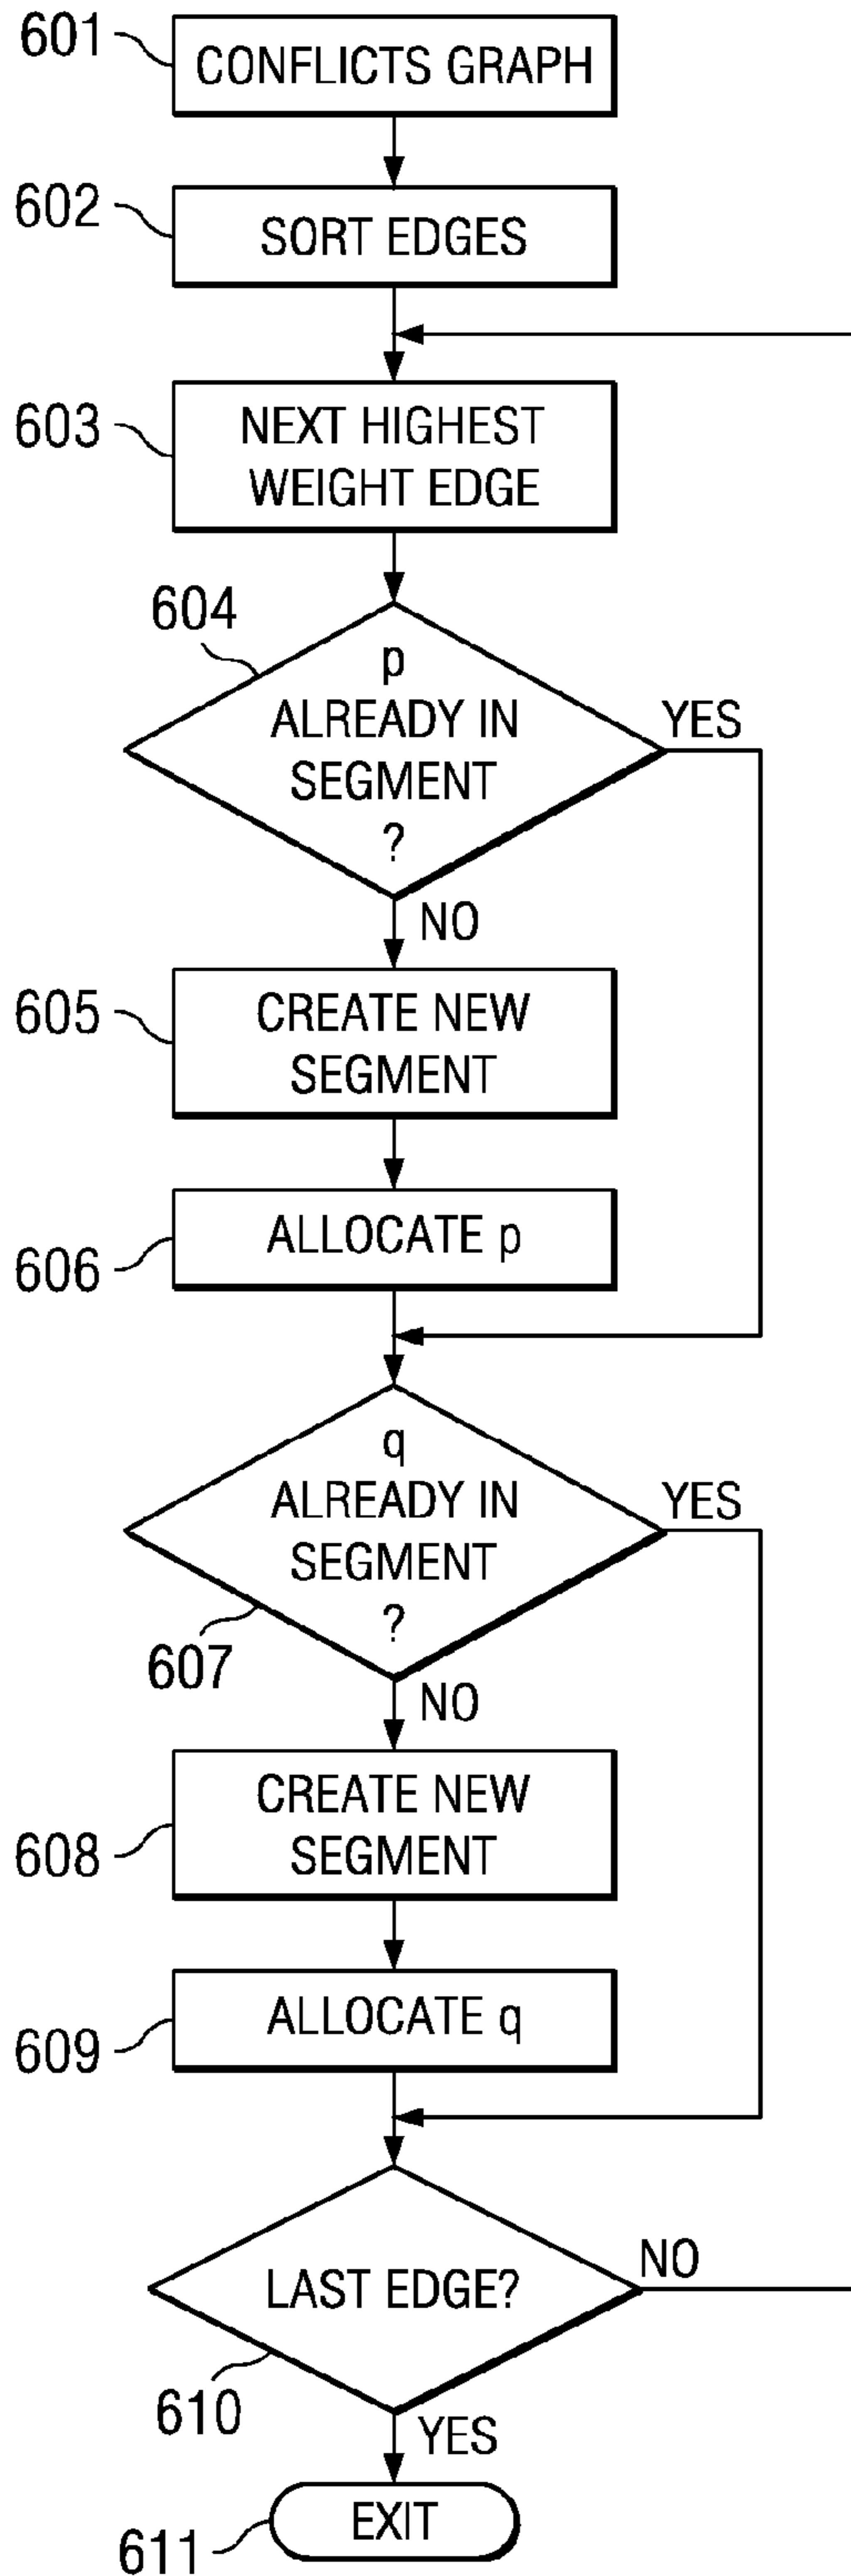 601
CONFLICTS GRAPH
602
SORT EDGES
603
NEXT HIGHEST
WEIGHT EDGE
604
p
ALREADY IN
SEGMENT
?
YES
NO
605
CREATE NEW
SEGMENT
606
ALLOCATE p
q
ALREADY IN
SEGMENT
?
YES
607
NO
608
CREATE NEW
SEGMENT
609
ALLOCATE q
LAST EDGE?
NO
610
YES
611
EXIT